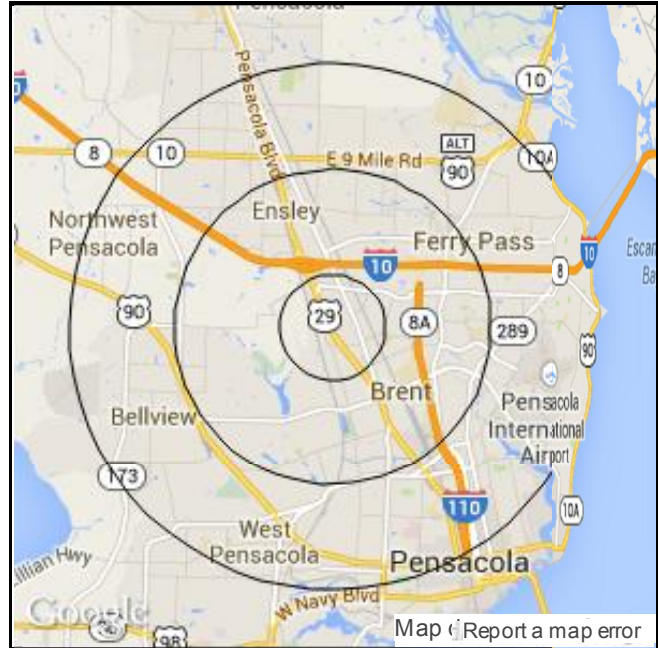 Pensacola
10
10
8
10
Pensacola Blvd
E 9 Mile Rd
ALT
90
10A
Ensley
Northwest
Pensacola
Ferry Pass
10
10
8
90
29
8A
289
90
Brent
Bellview
Pensacola
International
Airport
173
110
10A
West
Pensacola
Pensacola
W Navy Blvd
Google
98
Report a map error